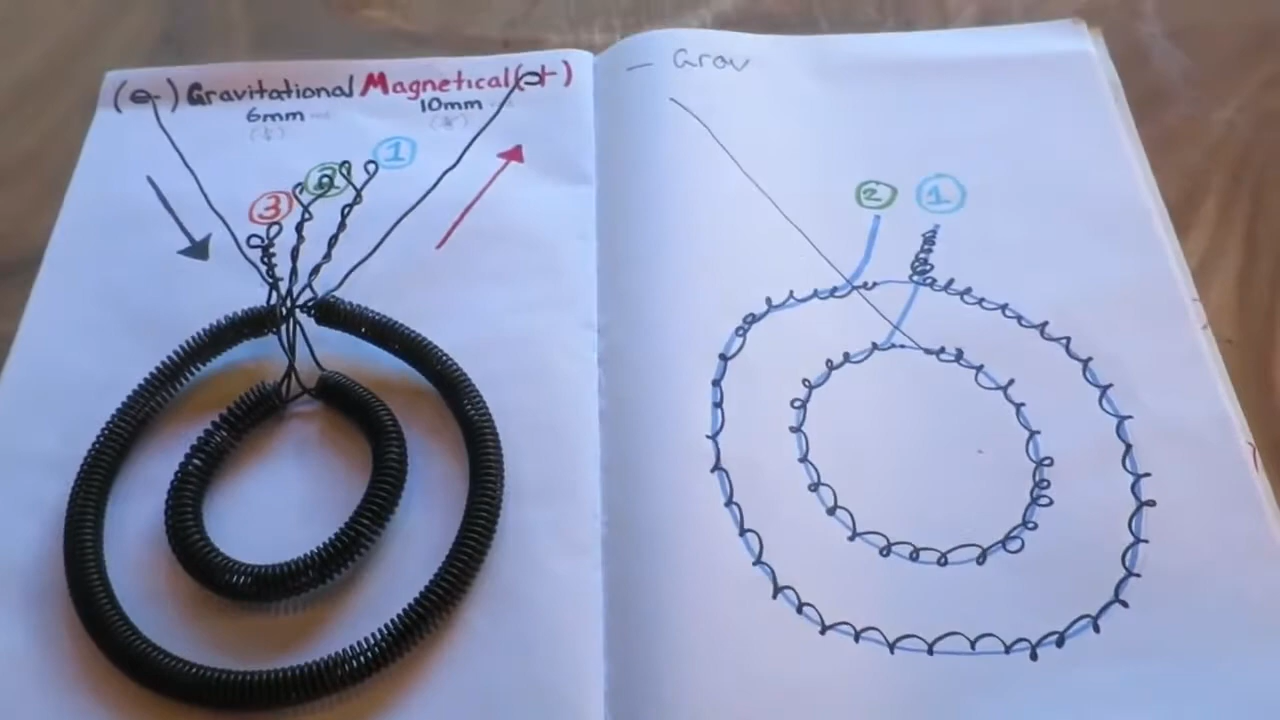 (e-) Gravitational Magnetical (e+)
6mm 10mm
1
2
3
— Grav
2 1